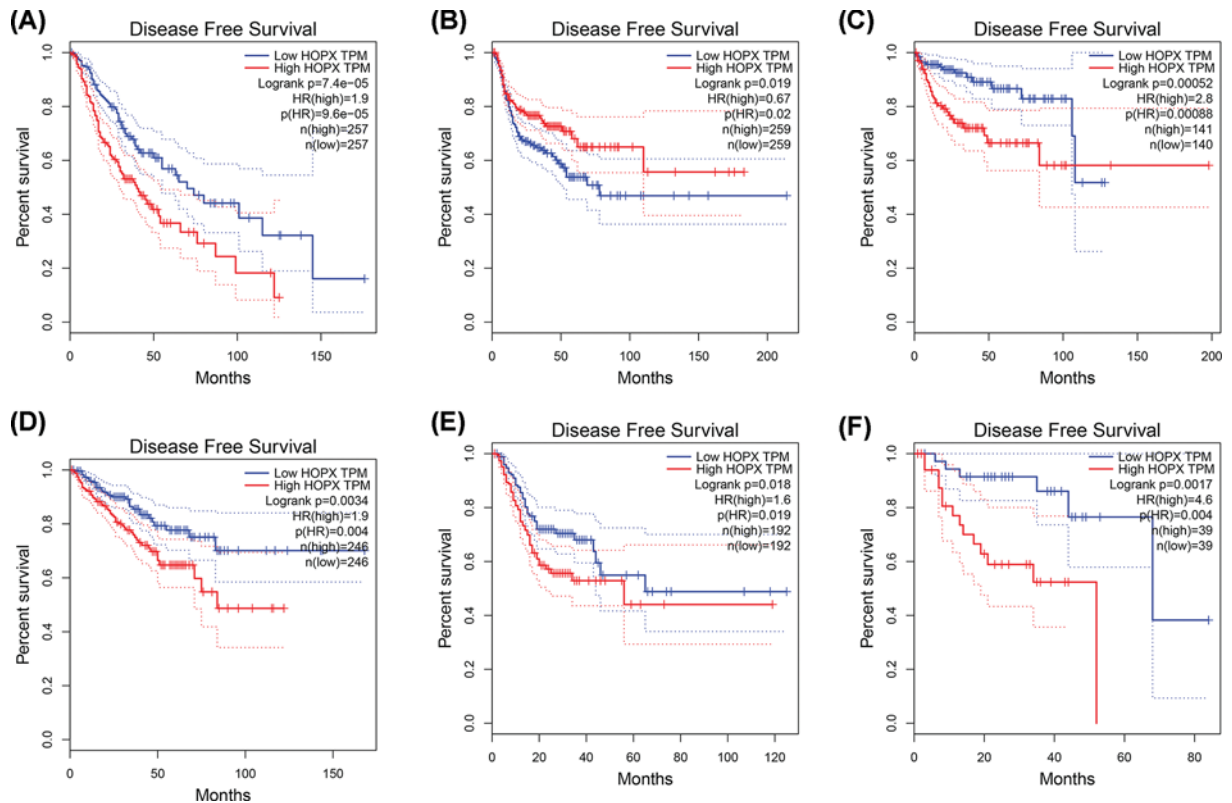 (A)
Disease Free Survival
Low HOPX TPM
High HOPX TPM
Logrank p=7.4e−05
HR(high)=1.9
p(HR)=9.6e−05
n(high)=257
n(low)=257
Percent survival
1.0
0.8
0.6
0.4
0.2
0.0
0 50 100 150
Months
(B)
Disease Free Survival
Low HOPX TPM
High HOPX TPM
Logrank p=0.019
HR(high)=0.67
p(HR)=0.02
n(high)=259
n(low)=259
Percent survival
1.0
0.8
0.6
0.4
0.2
0.0
0 50 100 150 200
Months
(C)
Disease Free Survival
Low HOPX TPM
High HOPX TPM
Logrank p=0.00052
HR(high)=2.8
p(HR)=0.00088
n(high)=141
n(low)=140
Percent survival
1.0
0.8
0.6
0.4
0.2
0.0
0 50 100 150 200
Months
(D)
Disease Free Survival
Low HOPX TPM
High HOPX TPM
Logrank p=0.0034
HR(high)=1.9
p(HR)=0.004
n(high)=246
n(low)=246
Percent survival
1.0
0.8
0.6
0.4
0.2
0.0
0 50 100 150
Months
(E)
Disease Free Survival
Low HOPX TPM
High HOPX TPM
Logrank p=0.018
HR(high)=1.6
p(HR)=0.019
n(high)=192
n(low)=192
Percent survival
1.0
0.8
0.6
0.4
0.2
0.0
0 20 40 60 80 100 120
Months
(F)
Disease Free Survival
Low HOPX TPM
High HOPX TPM
Logrank p=0.0017
HR(high)=4.6
p(HR)=0.004
n(high)=39
n(low)=39
Percent survival
1.0
0.8
0.6
0.4
0.2
0.0
0 20 40 60 80
Months